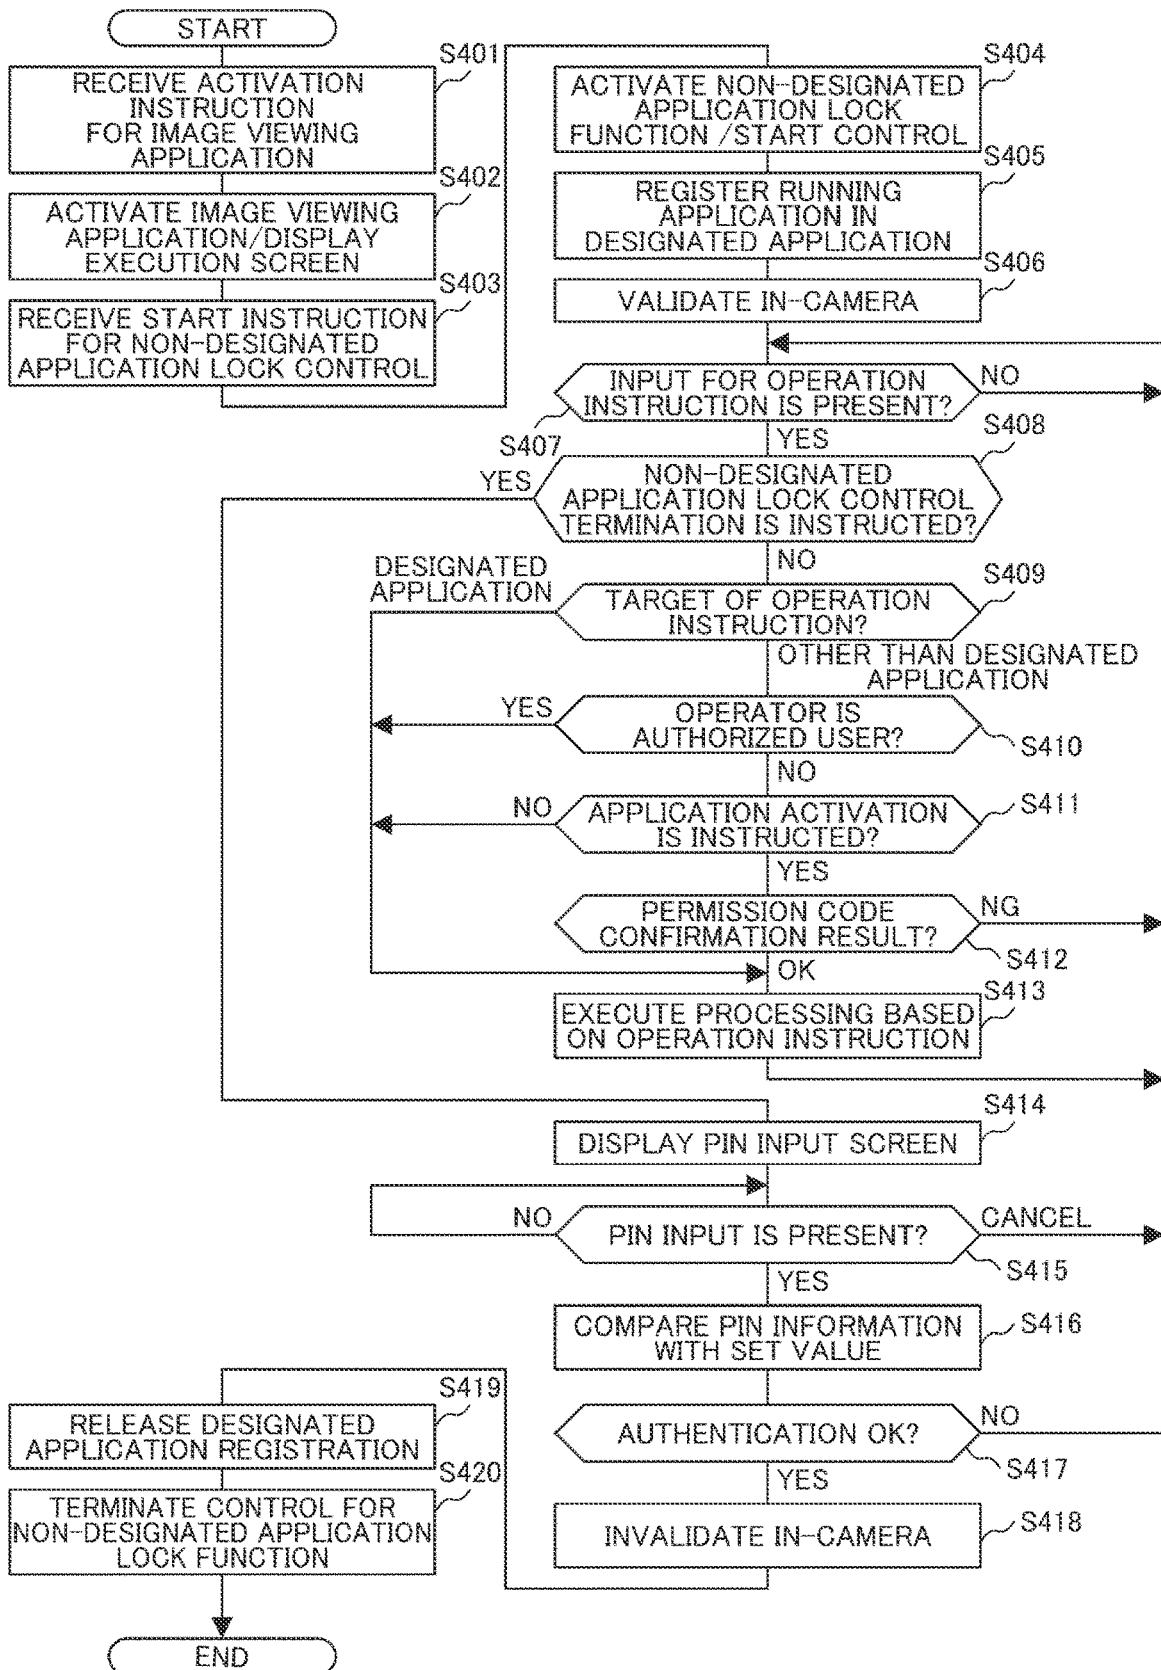 START
S401
RECEIVE ACTIVATION
INSTRUCTION
FOR IMAGE VIEWING
APPLICATION
S402
ACTIVATE IMAGE VIEWING
APPLICATION/DISPLAY
EXECUTION SCREEN
S403
RECEIVE START INSTRUCTION
FOR NON-DESIGNATED
APPLICATION LOCK CONTROL
S404
ACTIVATE NON-DESIGNATED
APPLICATION LOCK
FUNCTION /START CONTROL
S405
REGISTER RUNNING
APPLICATION IN
DESIGNATED APPLICATION
S406
VALIDATE IN-CAMERA
INPUT FOR OPERATION
INSTRUCTION IS PRESENT?
NO
S407
YES
S408
YES
NON-DESIGNATED
APPLICATION LOCK CONTROL
TERMINATION IS INSTRUCTED?
NO
DESIGNATED
APPLICATION
S409
TARGET OF OPERATION
INSTRUCTION?
OTHER THAN DESIGNATED
APPLICATION
YES
OPERATOR IS
AUTHORIZED USER?
S410
NO
NO
APPLICATION ACTIVATION
IS INSTRUCTED?
S411
YES
PERMISSION CODE
CONFIRMATION RESULT?
NG
S412
OK
S413
EXECUTE PROCESSING BASED
ON OPERATION INSTRUCTION
S414
DISPLAY PIN INPUT SCREEN
NO
PIN INPUT IS PRESENT?
CANCEL
S415
YES
COMPARE PIN INFORMATION
WITH SET VALUE
S416
AUTHENTICATION OK?
NO
S417
YES
INVALIDATE IN-CAMERA
S418
S419
RELEASE DESIGNATED
APPLICATION REGISTRATION
S420
TERMINATE CONTROL FOR
NON-DESIGNATED APPLICATION
LOCK FUNCTION
END